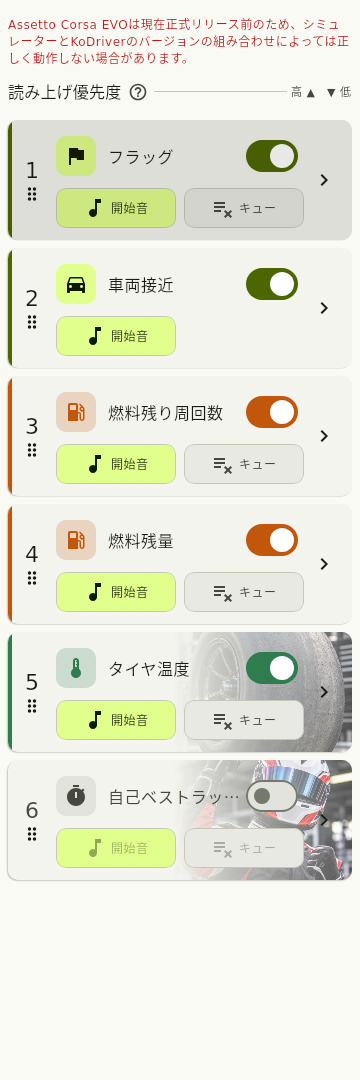 Assetto Corsa EVOは現在正式リリース前のため、シミュ
レーターとKoDriverのバージョンの組み合わせによっては正
しく動作しない場合があります。
読み上げ優先度 高 ▲ ▼ 低
1
フラッグ
開始音 キュー
2
車両接近
開始音
3
燃料残り周回数
開始音 キュー
4
燃料残量
開始音 キュー
5
タイヤ温度
開始音 キュー
6
自己ベストラッ…
開始音 キュー